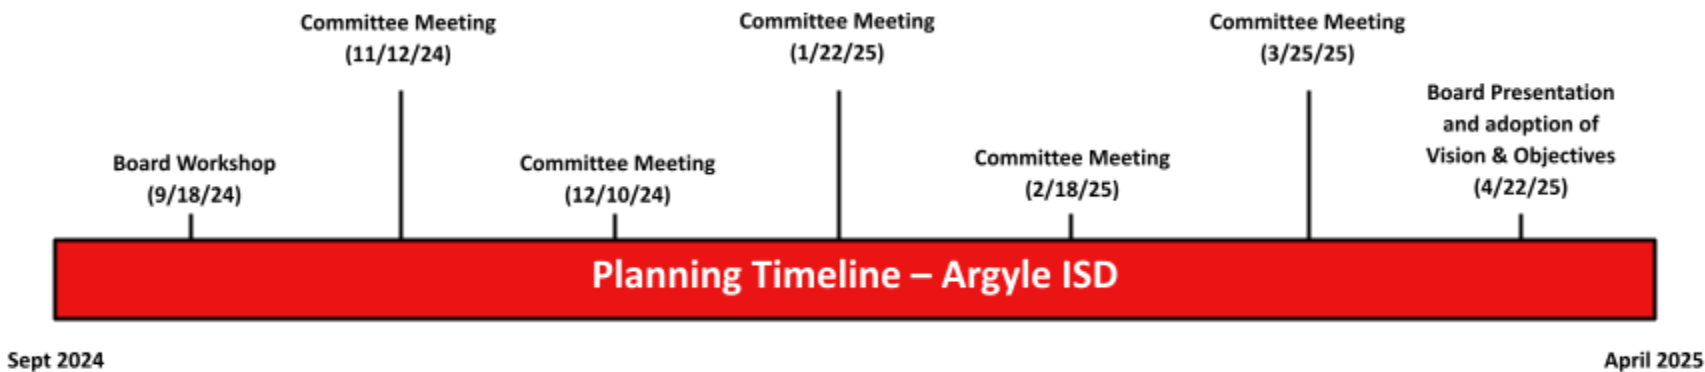 Committee Meeting
(11/12/24)
Committee Meeting
(1/22/25)
Committee Meeting
(3/25/25)
Board Workshop
(9/18/24)
Committee Meeting
(12/10/24)
Committee Meeting
(2/18/25)
Board Presentation
and adoption of
Vision & Objectives
(4/22/25)
Planning Timeline – Argyle ISD
Sept 2024
April 2025